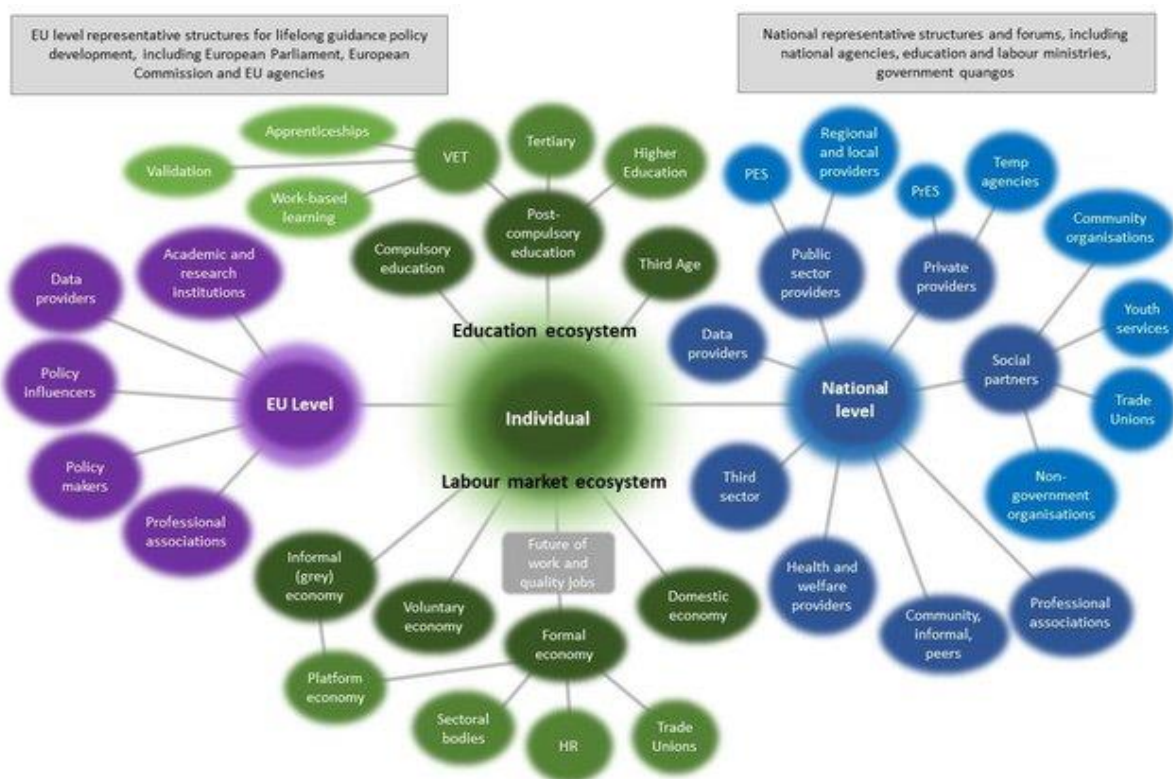 EU level representative structures for lifelong guidance policy
development, including European Parliament, European
Commission and EU agencies
National representative structures and forums, including
national agencies, education and labour ministries,
government quangos
Apprenticeships
Validation
Work-based
learning
VET
Tertiary
Higher
Education
Post-
compulsory
education
Compulsory
education
Third Age
Education ecosystem
Individual
Labour market ecosystem
Academic and
research
institutions
Data
providers
Policy
Influencers
Policy
makers
Professional
associations
EU Level
Future of
work and
quality jobs
Informal
(grey)
economy
Voluntary
economy
Formal
economy
Domestic
economy
Platform
economy
Sectoral
bodies
HR
Trade
Unions
PES
Regional
and local
providers
PrES
Temp
agencies
Public
sector
providers
Private
providers
Community
organisations
Youth
services
Social
partners
Trade
Unions
Non-
government
organisations
Data
providers
National
level
Third
sector
Health and
welfare
providers
Community,
informal,
peers
Professional
associations